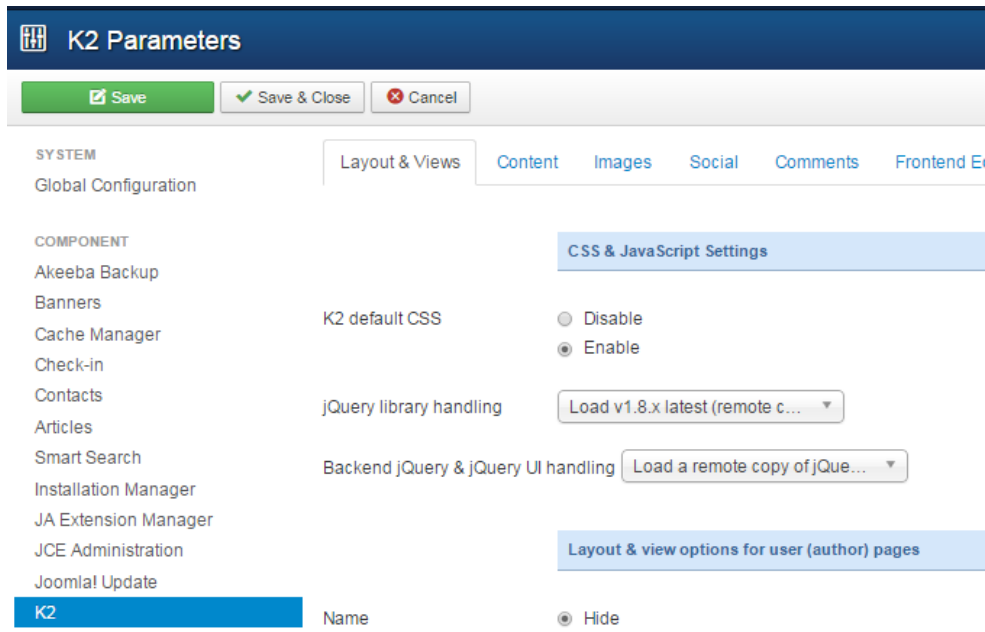 K2 Parameters
Save
Save & Close
Cancel
SYSTEM
Global Configuration
COMPONENT
Akeeba Backup
Banners
Cache Manager
Check-in
Contacts
Articles
Smart Search
Installation Manager
JA Extension Manager
JCE Administration
Joomla! Update
K2
Layout & Views
Content
Images
Social
Comments
Frontend E
CSS & JavaScript Settings
K2 default CSS
Disable
Enable
jQuery library handling
Load v1.8.x latest (remote c...
Backend jQuery & jQuery UI handling
Load a remote copy of jQue...
Layout & view options for user (author) pages
Name
Hide